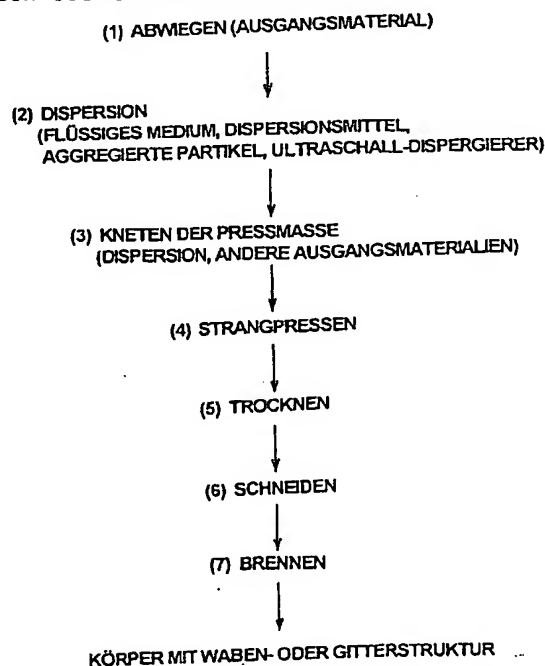 (1) ABWIEGEN (AUSGANGSMATERIAL)
(2) DISPERSION
(FLÜSSIGES MEDIUM, DISPERSIONSMITTEL,
AGGREGIERTE PARTIKEL, ULTRASCHALL-DISPERGIERER)
(3) KNETEN DER PRESSMASSE
(DISPERSION, ANDERE AUSGANGSMATERIALIEN)
(4) STRANGPRESSEN
(5) TROCKNEN
(6) SCHNEIDEN
(7) BRENNEN
KÖRPER MIT WABEN- ODER GITTERSTRUKTUR